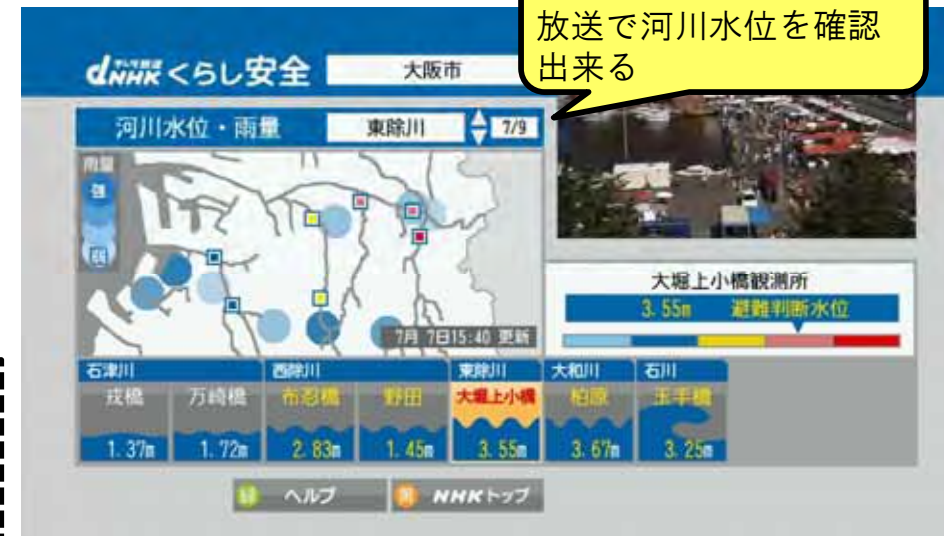 放送で河川水位を確認
出来る
dNHK くらし安全 大阪市
河川水位・雨量 東除川 7/9
雨量
強
弱
7月 7日15:40 更新
大堀上小橋観測所
3.55m 避難判断水位
石津川 西除川 東除川 大和川 石川
戎橋 万崎橋 布忍橋 野田 大堀上小橋 柏原 玉手橋
1.37m 1.72m 2.83m 1.45m 3.55m 3.67m 3.25m
緑 ヘルプ 黄 NHKトップ